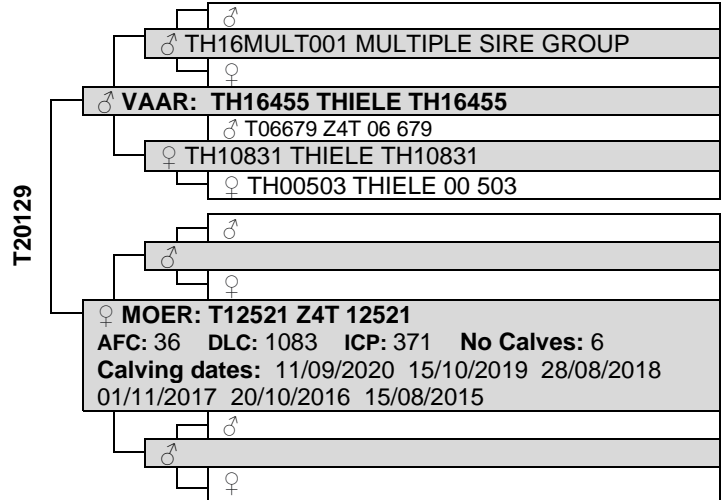 ♂
♂ TH16MULT001 MULTIPLE SIRE GROUP
♀
♂ VAAR: TH16455 THIELE TH16455
♂ T06679 Z4T 06 679
♀ TH10831 THIELE TH10831
♀ TH00503 THIELE 00 503
T20129
♂
♂
♀
♀ MOER: T12521 Z4T 12521
AFC: 36 DLC: 1083 ICP: 371 No Calves: 6
Calving dates: 11/09/2020 15/10/2019 28/08/2018
01/11/2017 20/10/2016 15/08/2015
♂
♂
♀